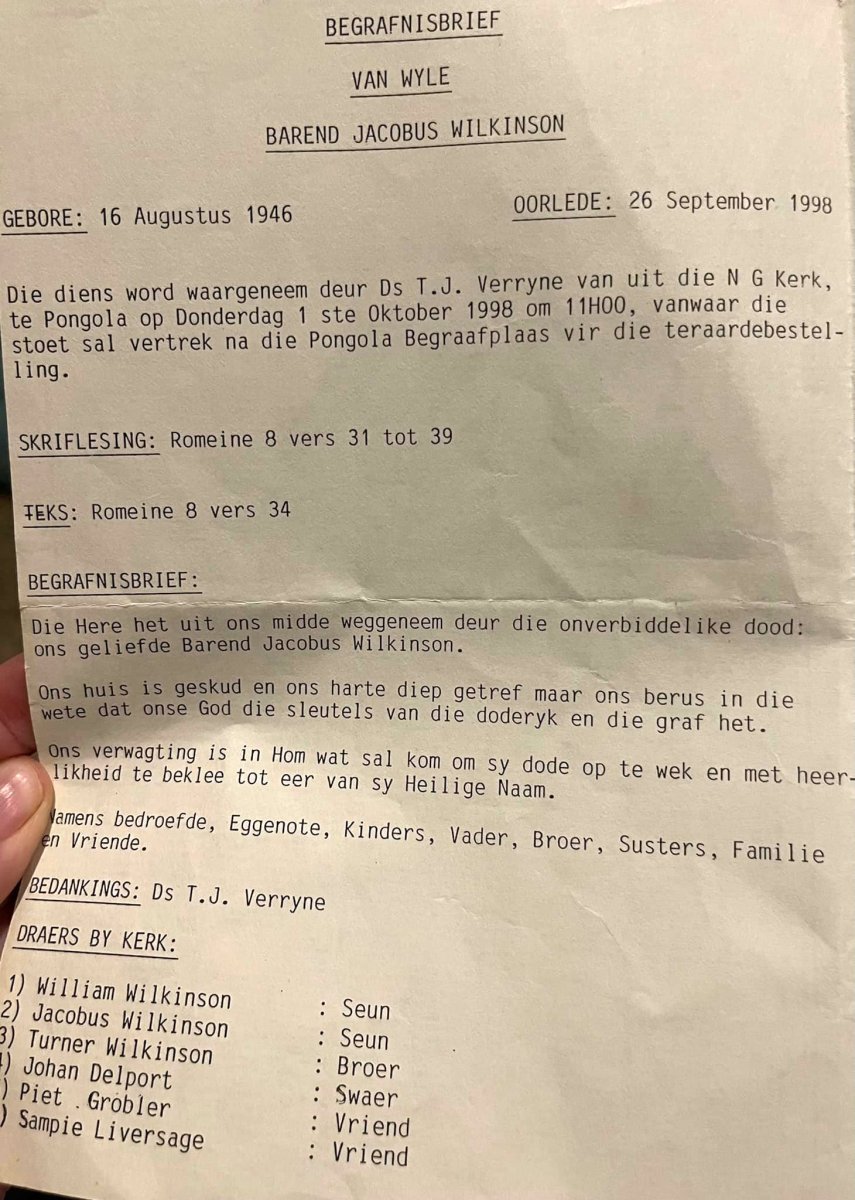 BEGRAFNISBRIEF
VAN WYLE
BAREND JACOBUS WILKINSON
GEBORE: 16 Augustus 1946 OORLEDE: 26 September 1998
Die diens word waargeneem deur Ds T.J. Verryne van uit die N G Kerk,
te Pongola op Donderdag 1 ste Oktober 1998 om 11H00, vanwaar die
stoet sal vertrek na die Pongola Begraafplaas vir die teraardebestel-
ling.
SKRIFLESING: Romeine 8 vers 31 tot 39
TEKS: Romeine 8 vers 34
BEGRAFNISBRIEF:
Die Here het uit ons midde weggeneem deur die onverbiddelike dood:
ons geliefde Barend Jacobus Wilkinson.
Ons huis is geskud en ons harte diep getref maar ons berus in die
wete dat onse God die sleutels van die doderyk en die graf het.
Ons verwagting is in Hom wat sal kom om sy dode op te wek en met heer-
likheid te beklee tot eer van sy Heilige Naam.
Namens bedroefde, Eggenote, Kinders, Vader, Broer, Susters, Familie
en Vriende.
BEDANKINGS: Ds T.J. Verryne
DRAERS BY KERK:
1) William Wilkinson : Seun
2) Jacobus Wilkinson : Seun
3) Turner Wilkinson : Broer
4) Johan Delport : Swaer
) Piet . Grobler : Vriend
) Sampie Liversage : Vriend